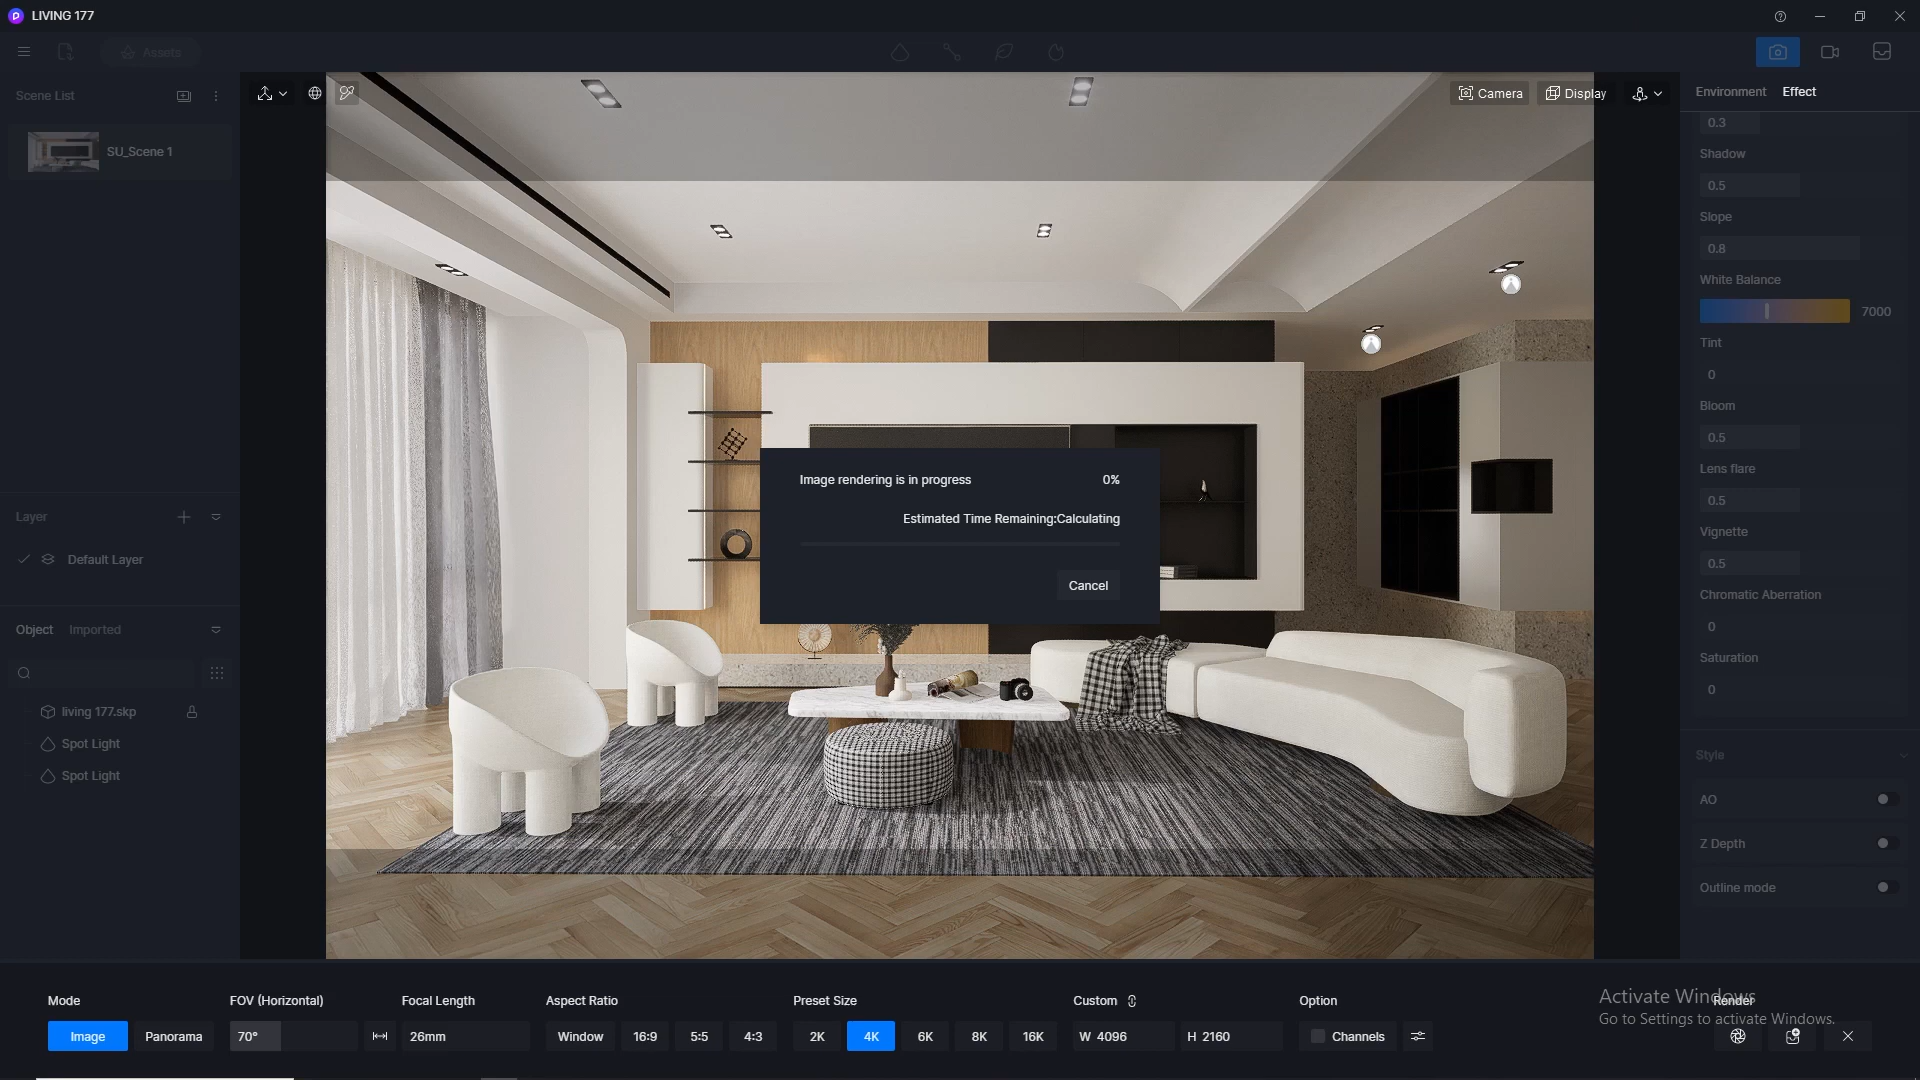 LIVING 177
Assets
Scene List
SU_Scene 1
Layer
Default Layer
Object Imported
living 177.skp
Spot Light
Spot Light
Camera Display
Image rendering is in progress 0%
Estimated Time Remaining:Calculating
Cancel
Environment Effect
0.3
Shadow
0.5
Slope
0.8
White Balance
7000
Tint
0
Bloom
0.5
Lens flare
0.5
Vignette
0.5
Chromatic Aberration
0
Saturation
0
Style
AO
Z Depth
Outline mode
Mode
Image Panorama
FOV (Horizontal)
70°
Focal Length
26mm
Aspect Ratio
Window 16:9 5:5 4:3
Preset Size
2K 4K 6K 8K 16K
Custom
W 4096 H 2160
Option
Channels
Render
Activate Windows
Go to Settings to activate Windows.